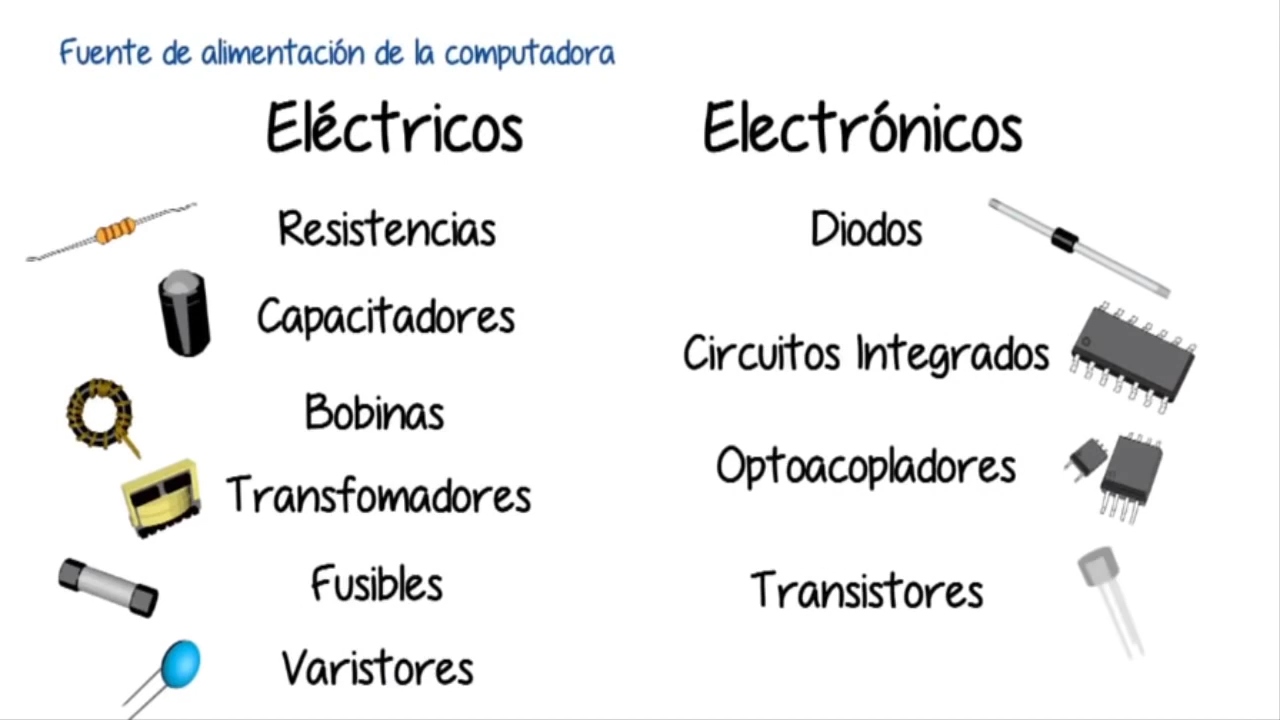 Fuente de alimentación de la computadora
Eléctricos
Resistencias
Capacitadores
Bobinas
Transfomadores
Fusibles
Varistores
Electrónicos
Diodos
Circuitos Integrados
Optoacopladores
Transistores